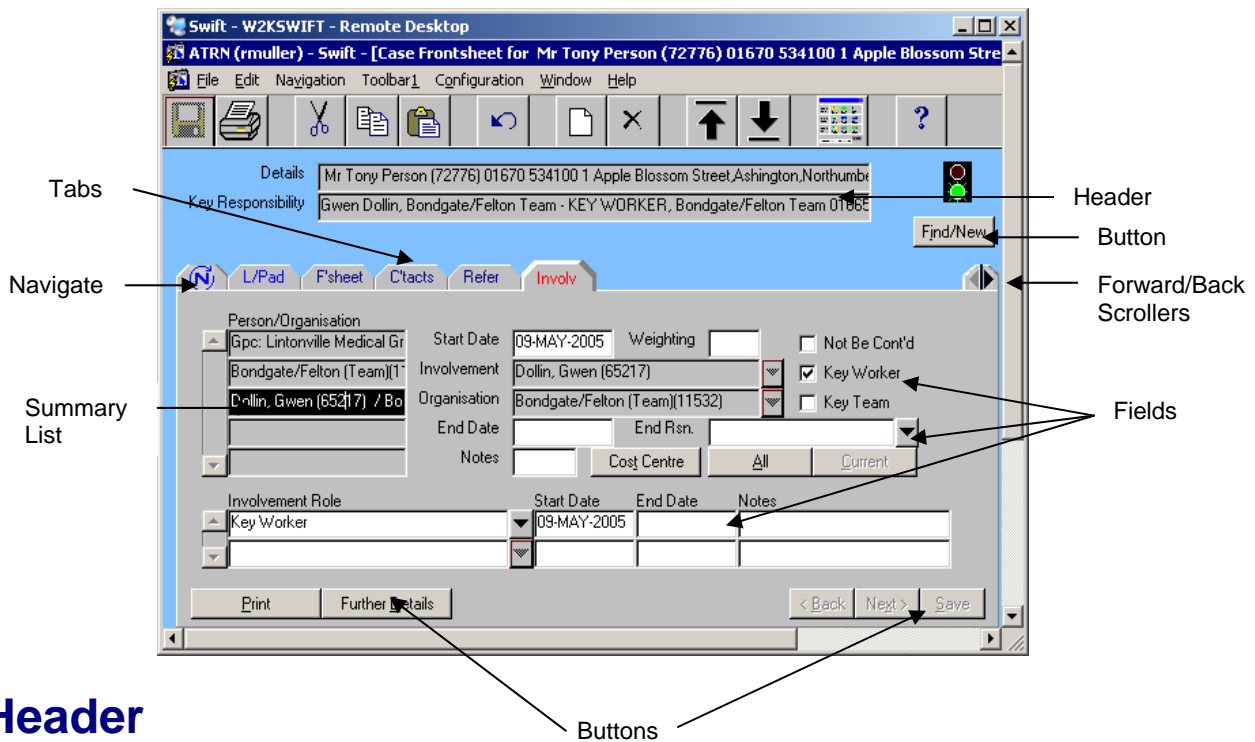 Swift - W2KSWIFT - Remote Desktop
ATRN (rmuller) - Swift - [Case Frontsheet for Mr Tony Person (72776) 01670 534100 1 Apple Blossom Stre
File Edit Navigation Toolbar1 Configuration Window Help
?
Details Mr Tony Person (72776) 01670 534100 1 Apple Blossom Street,Ashington,Northumbe
Tabs
Header
Key Responsibility Gwen Dollin, Bondgate/Felton Team - KEY WORKER, Bondgate/Felton Team 01665
Find/New
Button
Navigate
N L/Pad F'sheet C'tacts Refer Involv
Forward/Back
Scrollers
Person/Organisation
Gpc: Lintonville Medical Gr Start Date 09-MAY-2005 Weighting Not Be Cont'd
Bondgate/Felton (Team)(1 Involvement Dollin, Gwen (65217) Key Worker
Summary
List
Dollin, Gwen (65217) / Bo Organisation Bondgate/Felton (Team)(11532) Key Team
Fields
End Date End Rsn.
Notes Cost Centre All Current
Involvement Role Start Date End Date Notes
Key Worker 09-MAY-2005
Print Further Details < Back Next > Save
Header
Buttons